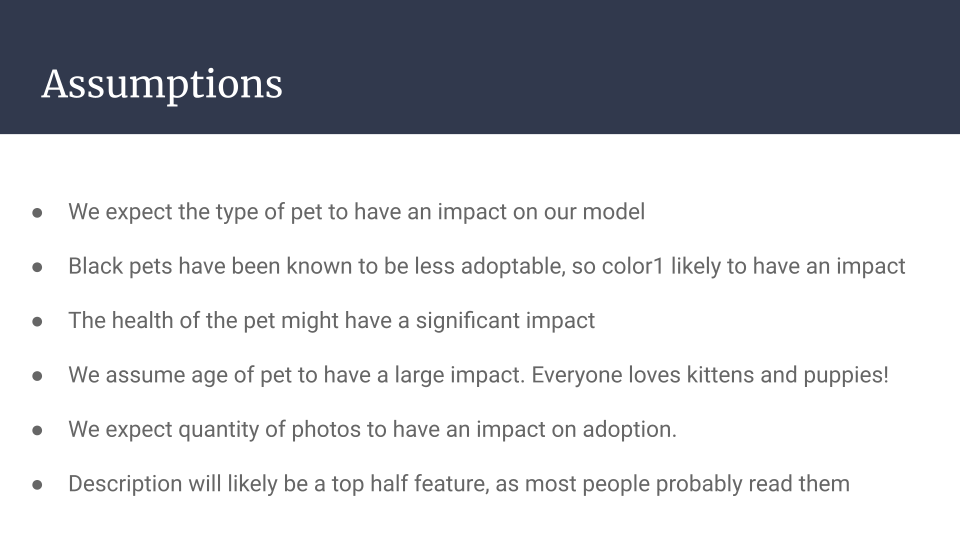 Assumptions
● We expect the type of pet to have an impact on our model
● Black pets have been known to be less adoptable, so color1 likely to have an impact
● The health of the pet might have a significant impact
● We assume age of pet to have a large impact. Everyone loves kittens and puppies!
● We expect quantity of photos to have an impact on adoption.
● Description will likely be a top half feature, as most people probably read them